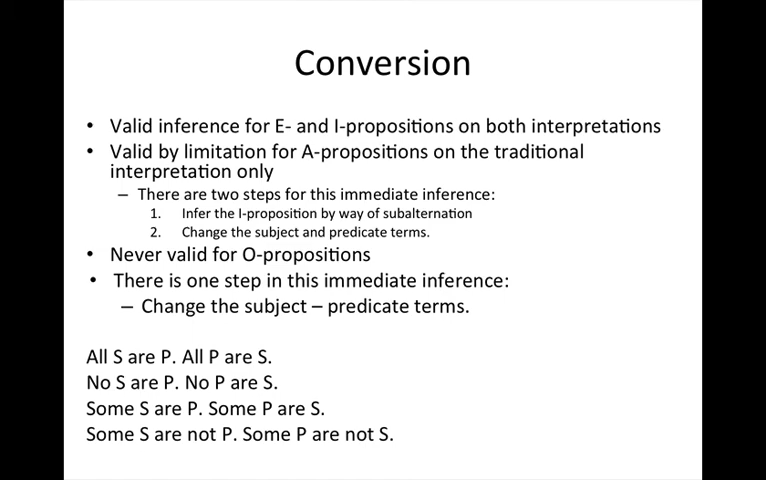 Conversion
• Valid inference for E- and I-propositions on both interpretations
• Valid by limitation for A-propositions on the traditional
interpretation only
– There are two steps for this immediate inference:
1. Infer the I-proposition by way of subalternation
2. Change the subject and predicate terms.
• Never valid for O-propositions
• There is one step in this immediate inference:
– Change the subject – predicate terms.
All S are P. All P are S.
No S are P. No P are S.
Some S are P. Some P are S.
Some S are not P. Some P are not S.